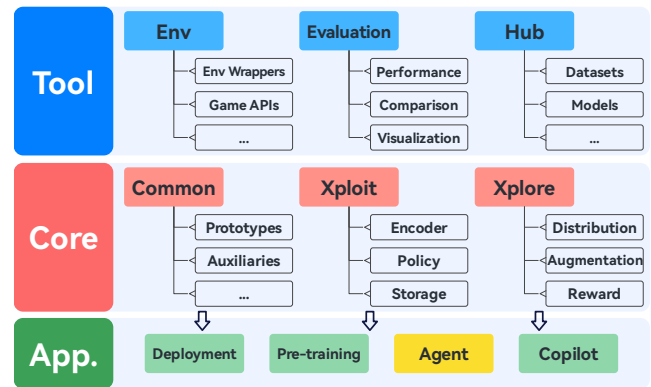 Tool
Env
Env Wrappers
Game APIs
...
Evaluation
Performance
Comparison
Visualization
Hub
Datasets
Models
...
Core
Common
Prototypes
Auxiliaries
...
Xploit
Encoder
Policy
Storage
Xplore
Distribution
Augmentation
Reward
App.
Deployment
Pre-training
Agent
Copilot